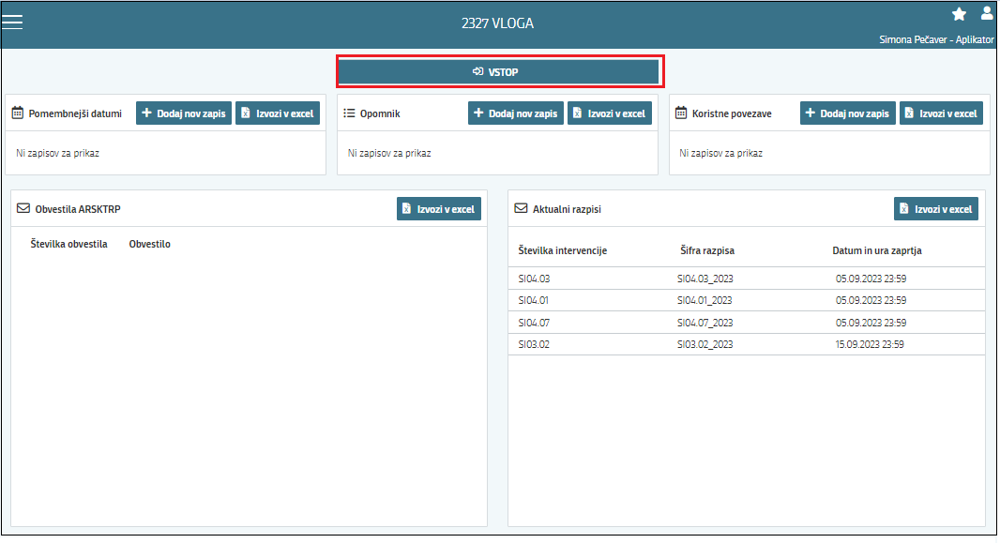 2327 VLOGA
Simona Pečaver - Aplikator
VSTOP
Pomembnejši datumi Dodaj nov zapis Izvozi v excel
Ni zapisov za prikaz
Opomnik Dodaj nov zapis Izvozi v excel
Ni zapisov za prikaz
Koristne povezave Dodaj nov zapis Izvozi v excel
Ni zapisov za prikaz
Obvestila ARSKTRP Izvozi v excel
Številka obvestila Obvestilo
Aktualni razpisi Izvozi v excel
Številka intervencije Šifra razpisa Datum in ura zaprtja
SI04.03 SI04.03_2023 05.09.2023 23:59
SI04.01 SI04.01_2023 05.09.2023 23:59
SI04.07 SI04.07_2023 05.09.2023 23:59
SI03.02 SI03.02_2023 15.09.2023 23:59